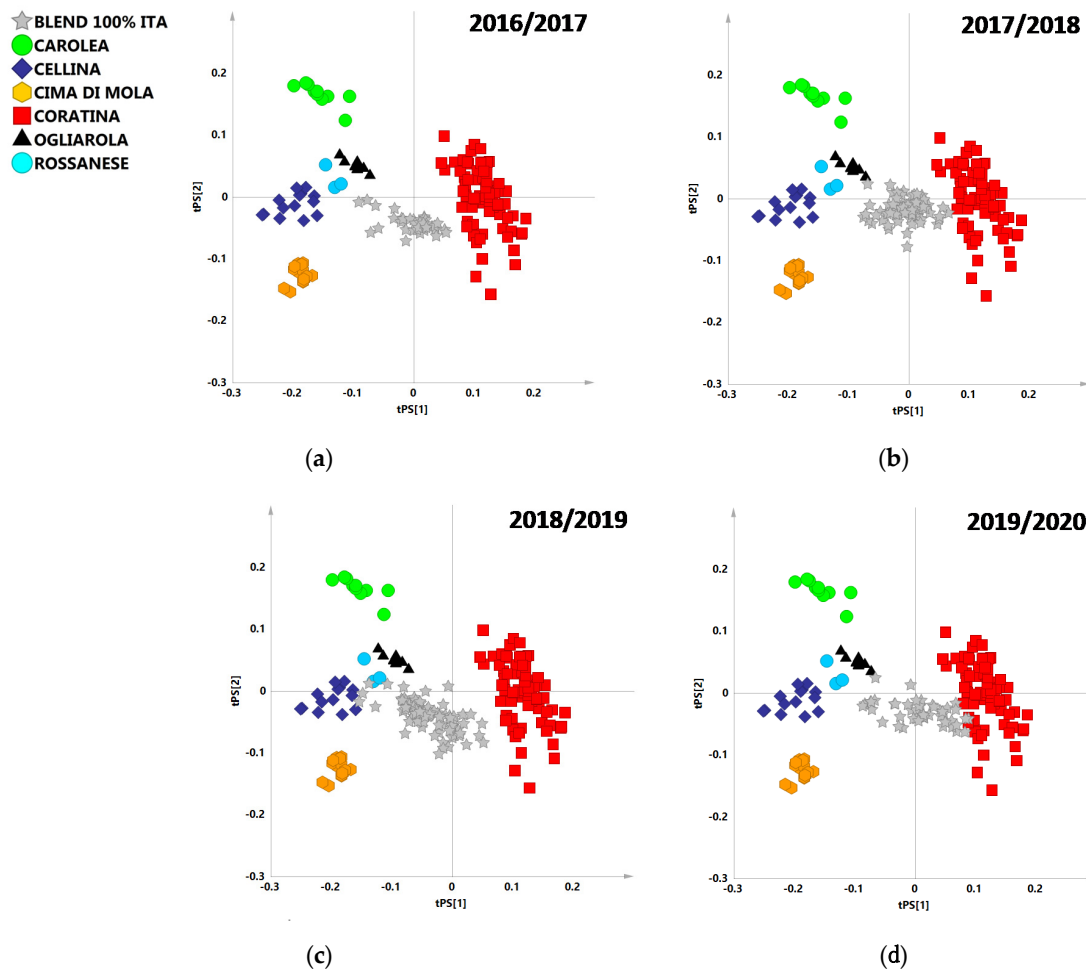 BLEND 100% ITA
CAROLEA
CELLINA
CIMA DI MOLA
CORATINA
OGLIAROLA
ROSSANESE
2016/2017
0.2
0.1
0
-0.1
-0.2
-0.3
tPS[2]
-0.3
-0.2
-0.1
0
0.1
0.2
tPS[1]
(a)
2017/2018
0.2
0.1
0
-0.1
-0.2
-0.3
tPS[2]
-0.3
-0.2
-0.1
0
0.1
0.2
tPS[1]
(b)
2018/2019
0.2
0.1
0
-0.1
-0.2
-0.3
tPS[2]
-0.3
-0.2
-0.1
0
0.1
0.2
tPS[1]
(c)
2019/2020
0.2
0.1
0
-0.1
-0.2
-0.3
tPS[2]
-0.3
-0.2
-0.1
0
0.1
0.2
tPS[1]
(d)